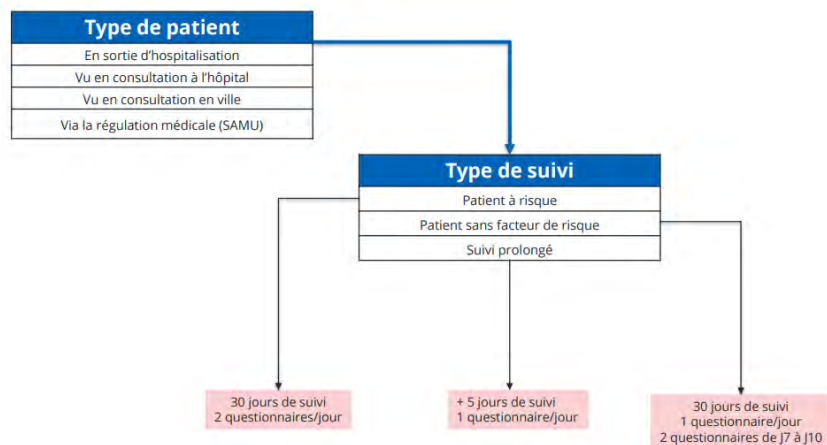 Type de patient
En sortie d'hospitalisation
Vu en consultation à l'hôpital
Vu en consultation en ville
Via la régulation médicale (SAMU)
Type de suivi
Patient à risque
Patient sans facteur de risque
Suivi prolongé
30 jours de suivi
2 questionnaires/jour
+ 5 jours de suivi
1 questionnaire/jour
30 jours de suivi
1 questionnaire/jour
2 questionnaires de J7 à J10